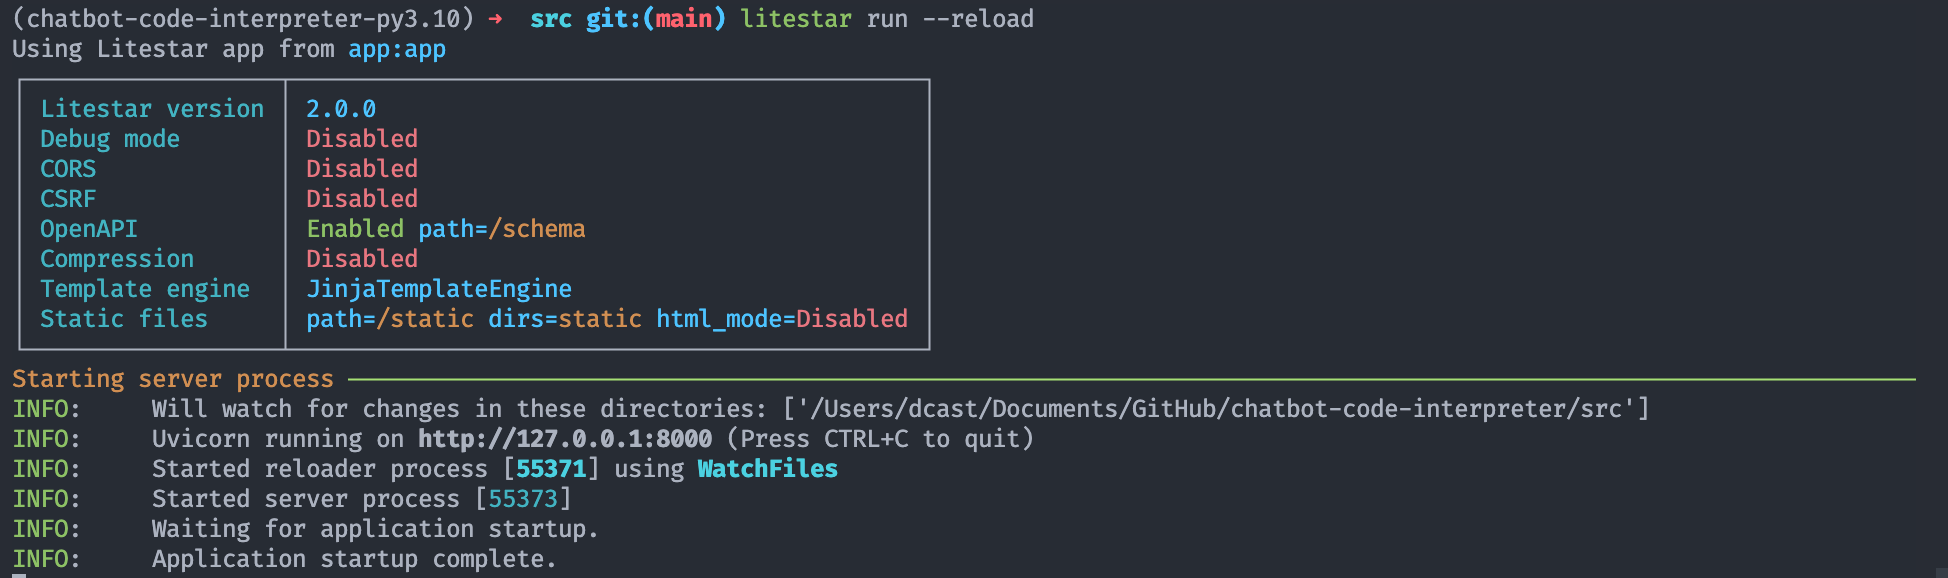 (chatbot-code-interpreter-py3.10) → src git:(main) litestar run --reload
Using Litestar app from app:app
Litestar version 2.0.0
Debug mode Disabled
CORS Disabled
CSRF Disabled
OpenAPI Enabled path=/schema
Compression Disabled
Template engine JinjaTemplateEngine
Static files path=/static dirs=static html_mode=Disabled
Starting server process
INFO: Will watch for changes in these directories: ['/Users/dcast/Documents/GitHub/chatbot-code-interpreter/src']
INFO: Uvicorn running on http://127.0.0.1:8000 (Press CTRL+C to quit)
INFO: Started reloader process [55371] using WatchFiles
INFO: Started server process [55373]
INFO: Waiting for application startup.
INFO: Application startup complete.